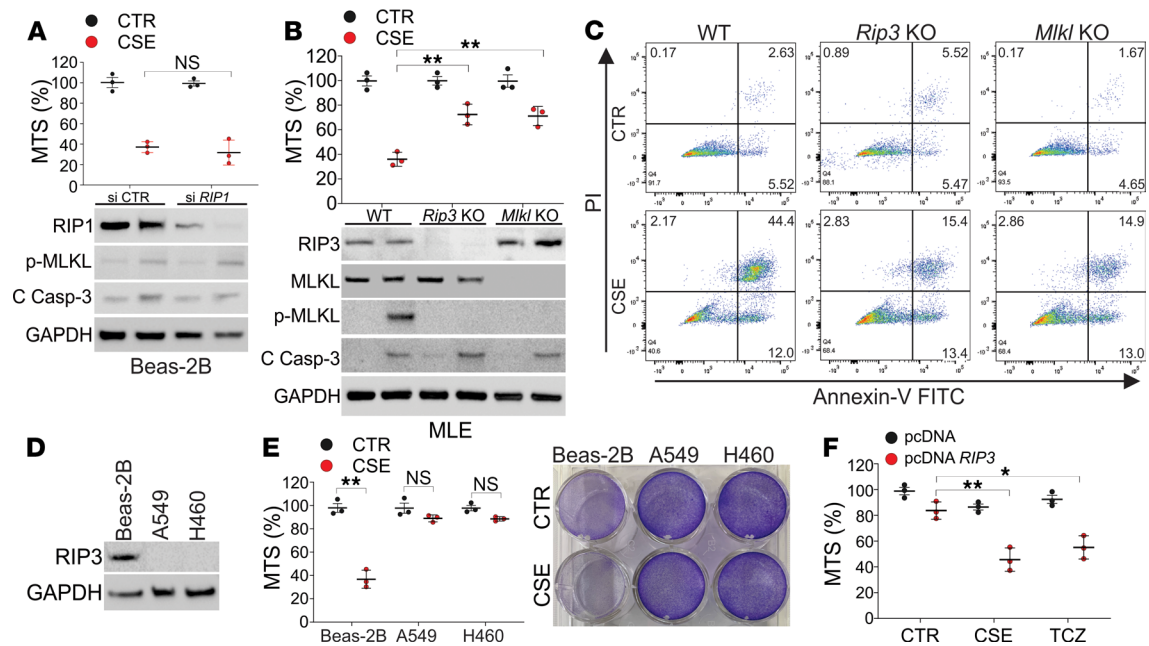 A
CTR
CSE
NS
MTS (%)
120
100
80
60
40
20
0
si CTR
si RIP1
RIP1
p-MLKL
C Casp-3
GAPDH
Beas-2B
B
CTR
CSE
**
**
MTS (%)
120
100
80
60
40
20
0
WT
Rip3 KO
Mlkl KO
RIP3
MLKL
p-MLKL
C Casp-3
GAPDH
MLE
C
WT
Rip3 KO
Mlkl KO
CTR
0.17
2.63
Q4
91.7
5.52
0.89
5.52
Q4
88.1
5.47
0.17
1.67
Q4
93.5
4.65
PI
CSE
2.17
44.4
Q4
40.6
12.0
2.83
15.4
Q4
68.4
13.4
2.86
14.9
Q4
68.4
13.0
Annexin-V FITC
D
Beas-2B
A549
H460
RIP3
GAPDH
E
CTR
CSE
**
NS
NS
MTS (%)
120
100
80
60
40
20
0
Beas-2B
A549
H460
Beas-2B
A549
H460
CTR
CSE
F
pcDNA
pcDNA RIP3
*
**
MTS (%)
120
100
80
60
40
20
0
CTR
CSE
TCZ